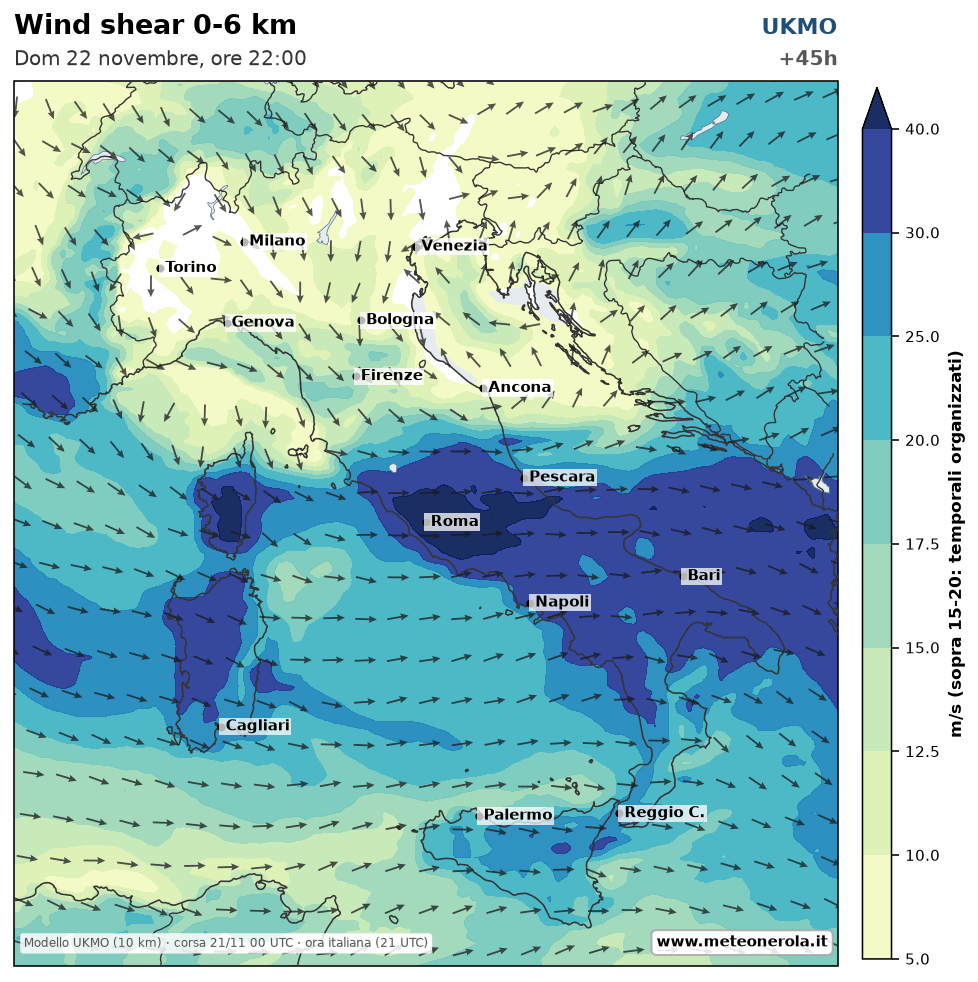 Wind shear 0-6 km
UKMO
Dom 22 novembre, ore 22:00
+45h
Milano
Venezia
Torino
Genova
Bologna
Firenze
Ancona
Pescara
Roma
Bari
Napoli
Cagliari
Palermo
Reggio C.
40.0
30.0
25.0
20.0
17.5
15.0
12.5
10.0
5.0
m/s (sopra 15-20: temporali organizzati)
Modello UKMO (10 km) · corsa 21/11 00 UTC · ora italiana (21 UTC)
www.meteonerola.it